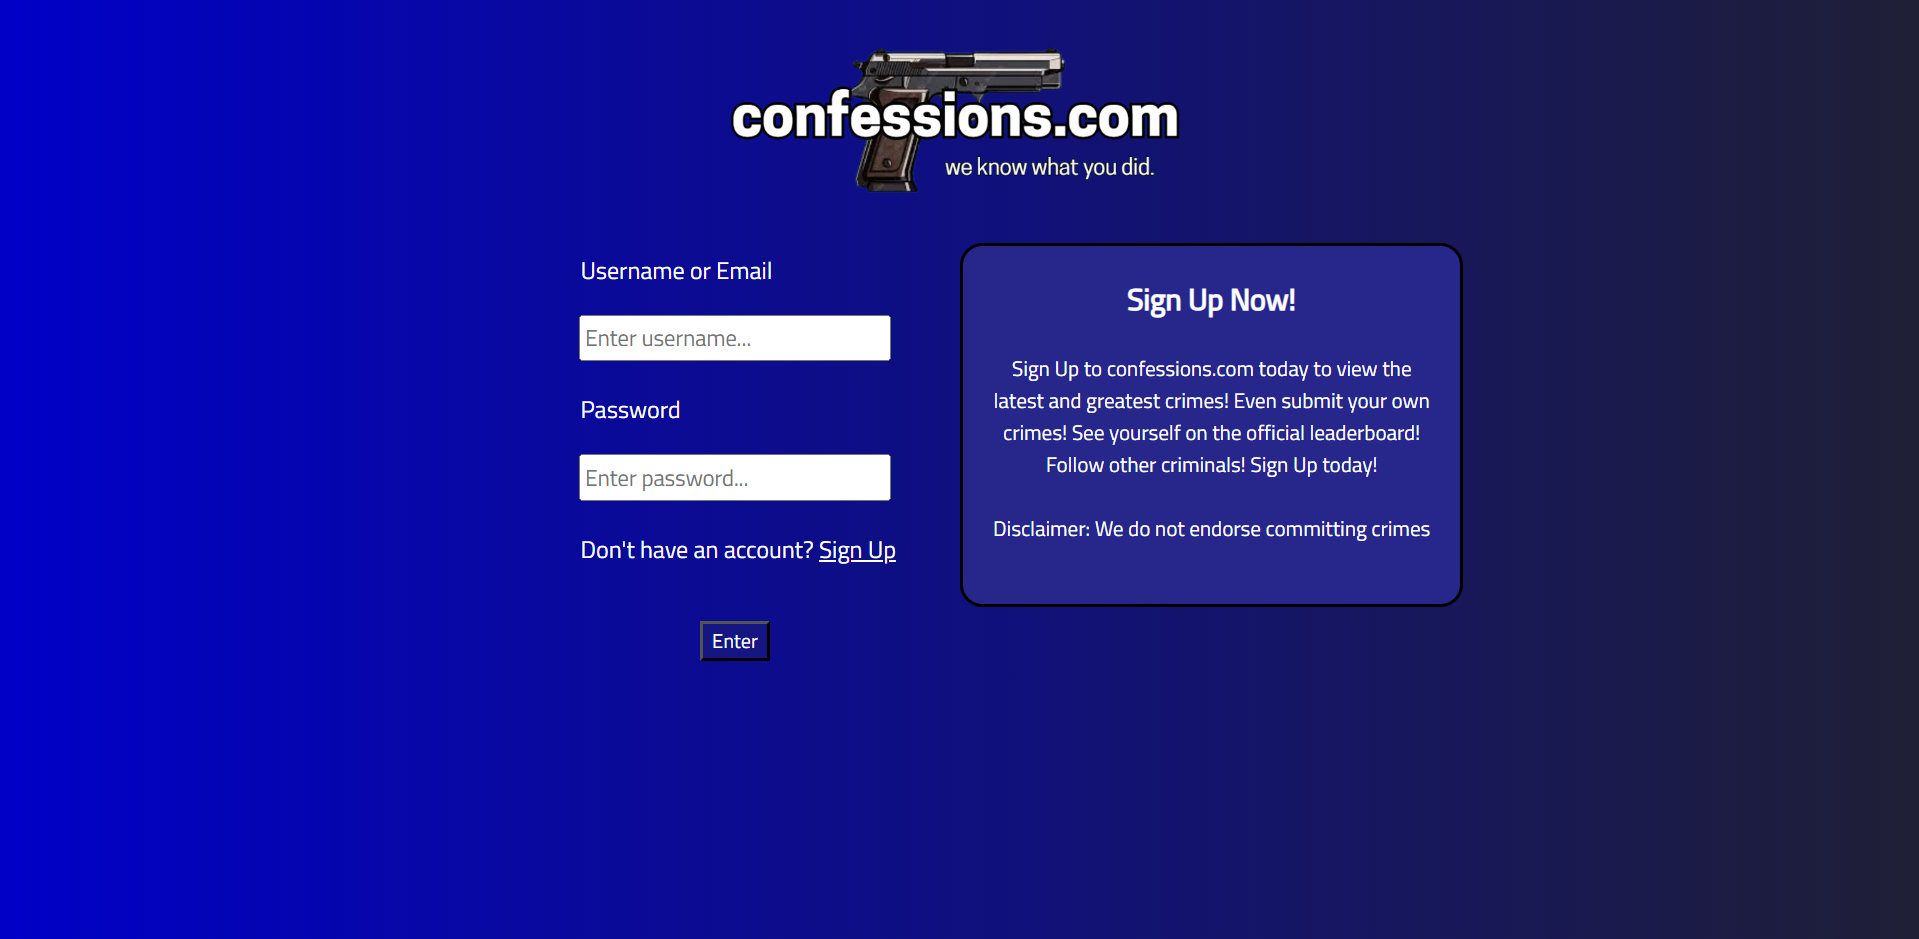 confessions.com
we know what you did.
Username or Email
Enter username...
Password
Enter password...
Don't have an account? Sign Up
Enter
Sign Up Now!
Sign Up to confessions.com today to view the
latest and greatest crimes! Even submit your own
crimes! See yourself on the official leaderboard!
Follow other criminals! Sign Up today!
Disclaimer: We do not endorse committing crimes